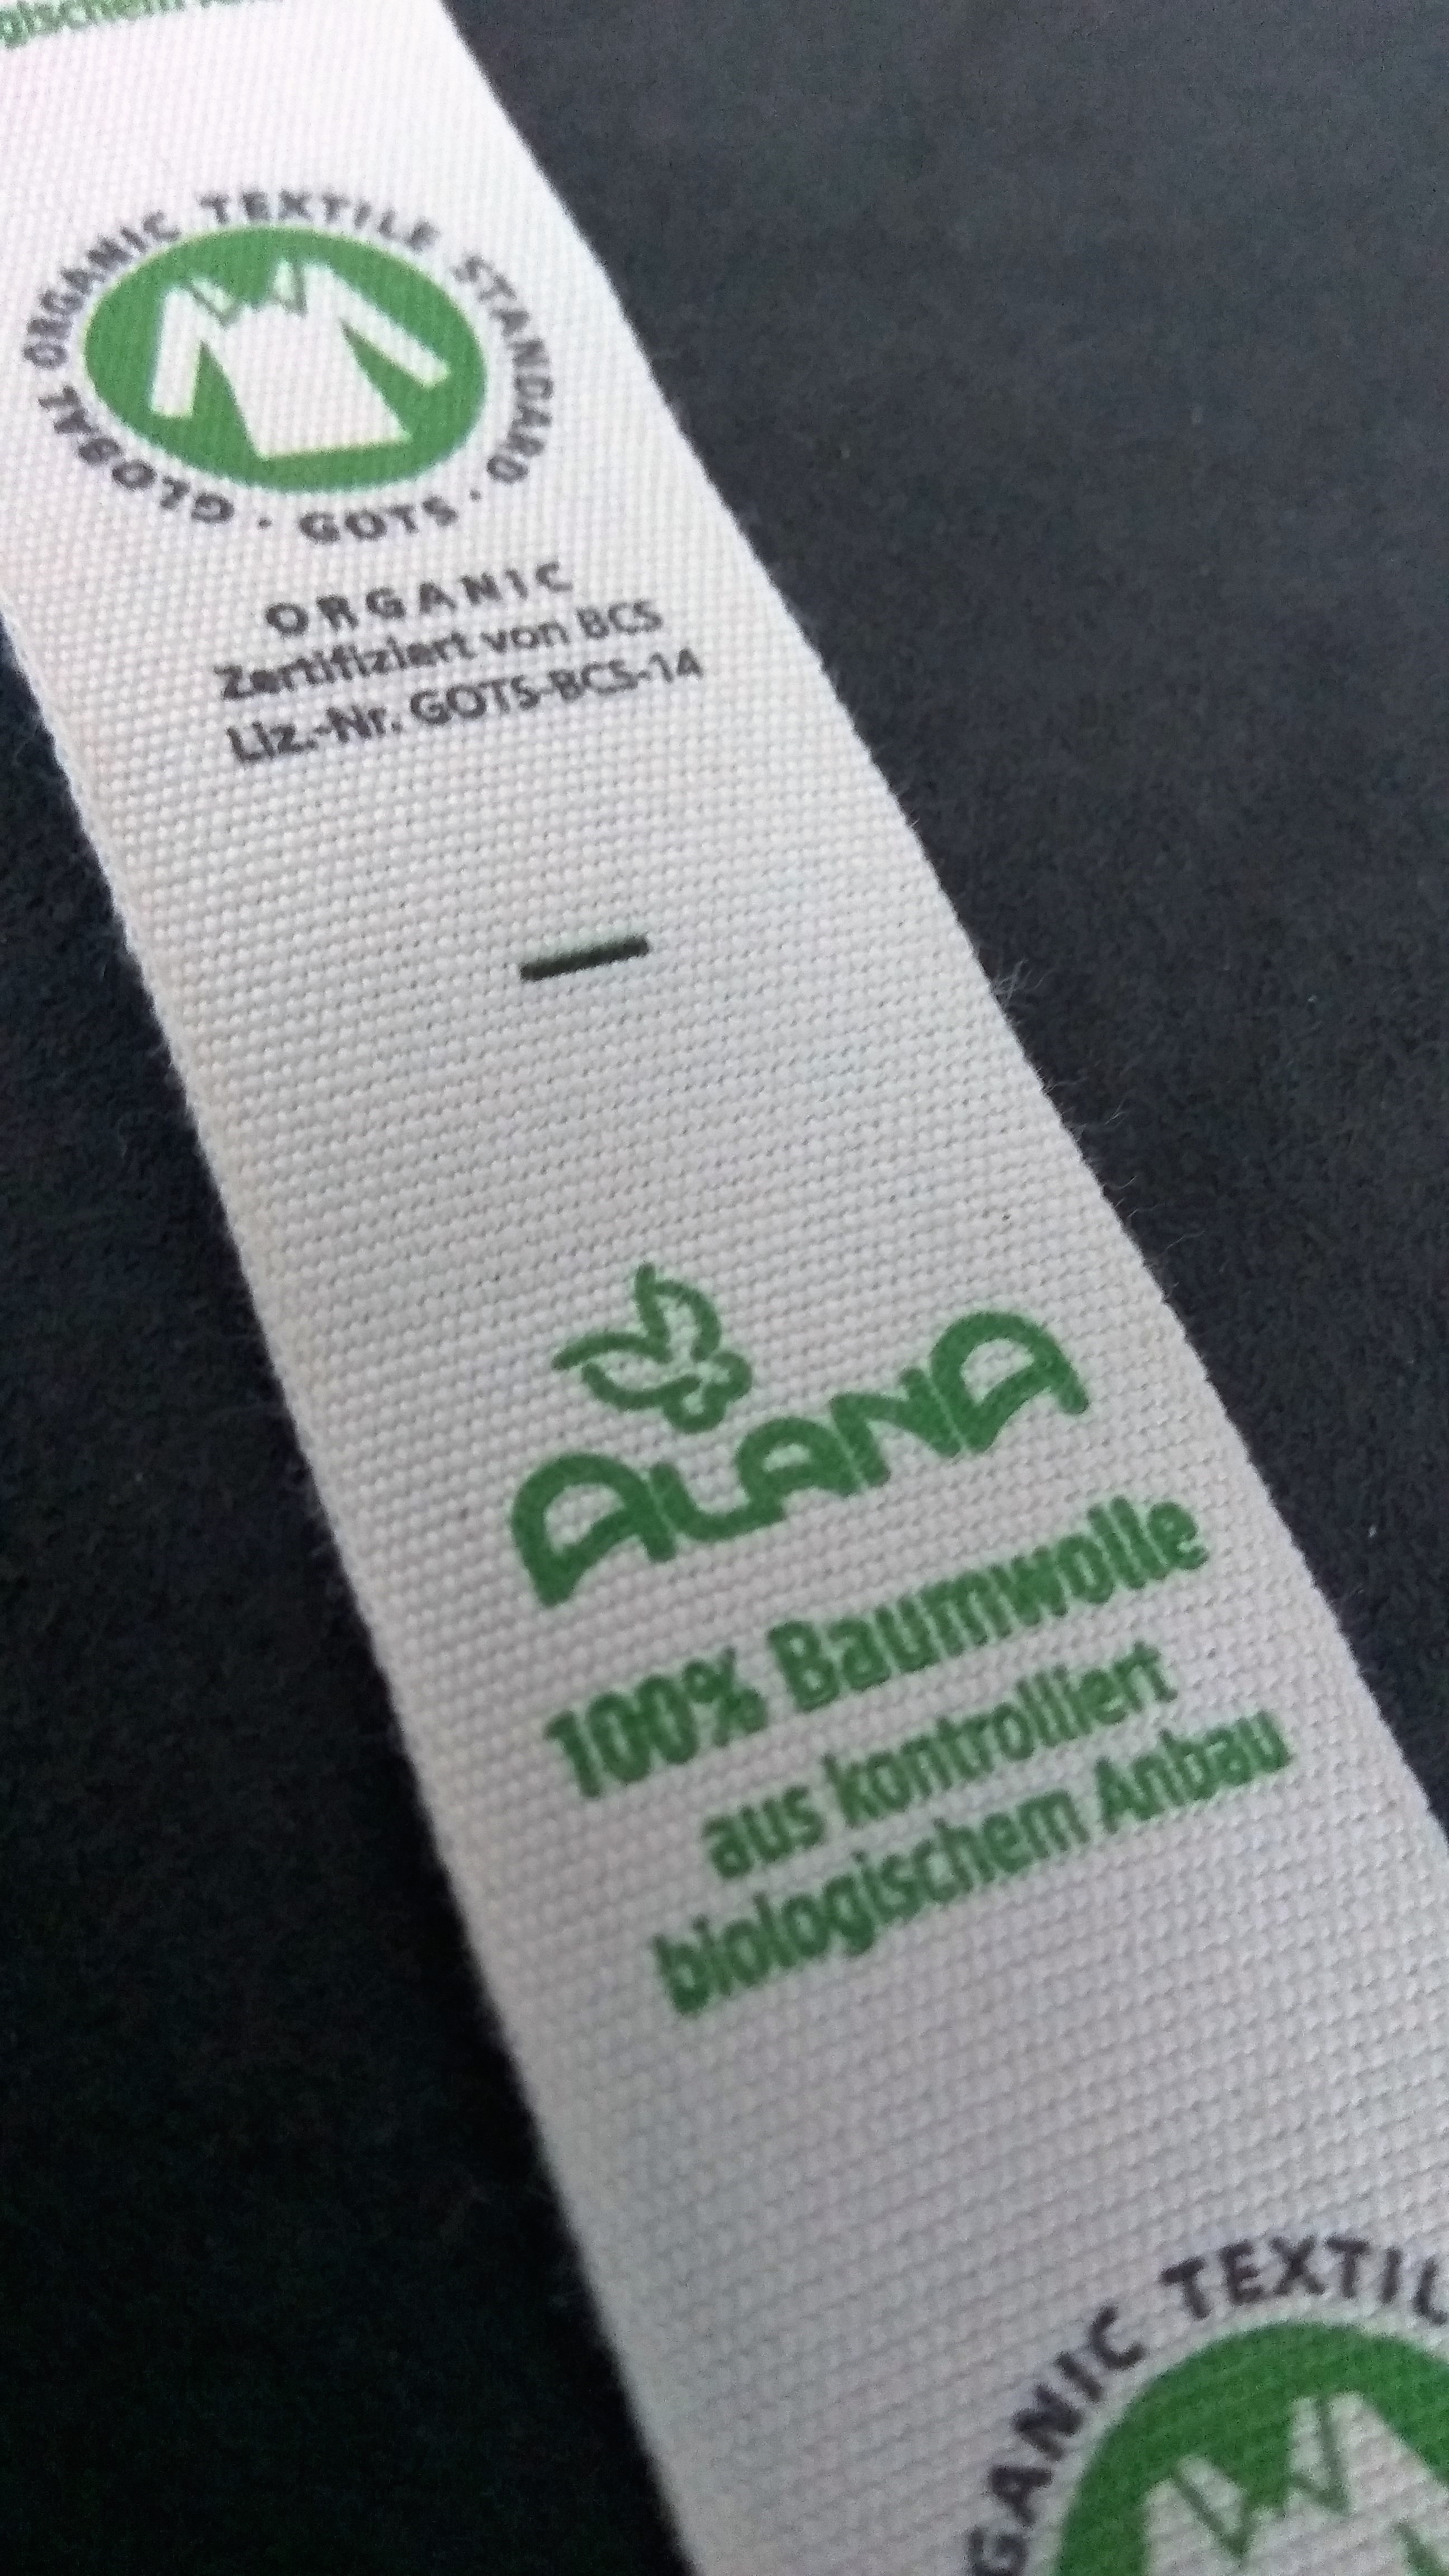 GLOBAL ORGANIC TEXTILE STANDARD · GOTS ·
ORGANIC
Zertifiziert von BCS
Liz.-Nr. GOTS-BCS-14
ALANA
100% Baumwolle
aus kontrolliert
biologischem Anbau
GANIC TEXTIL